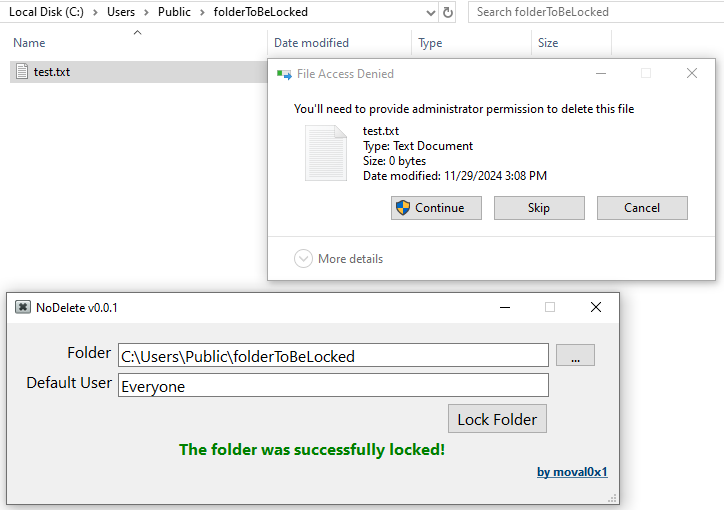 Local Disk (C:) > Users > Public > folderToBeLocked
Search folderToBeLocked
Name Date modified Type Size
test.txt
File Access Denied
You'll need to provide administrator permission to delete this file
test.txt
Type: Text Document
Size: 0 bytes
Date modified: 11/29/2024 3:08 PM
Continue Skip Cancel
More details
NoDelete v0.0.1
Folder C:\Users\Public\folderToBeLocked ...
Default User Everyone
Lock Folder
The folder was successfully locked!
by moval0x1